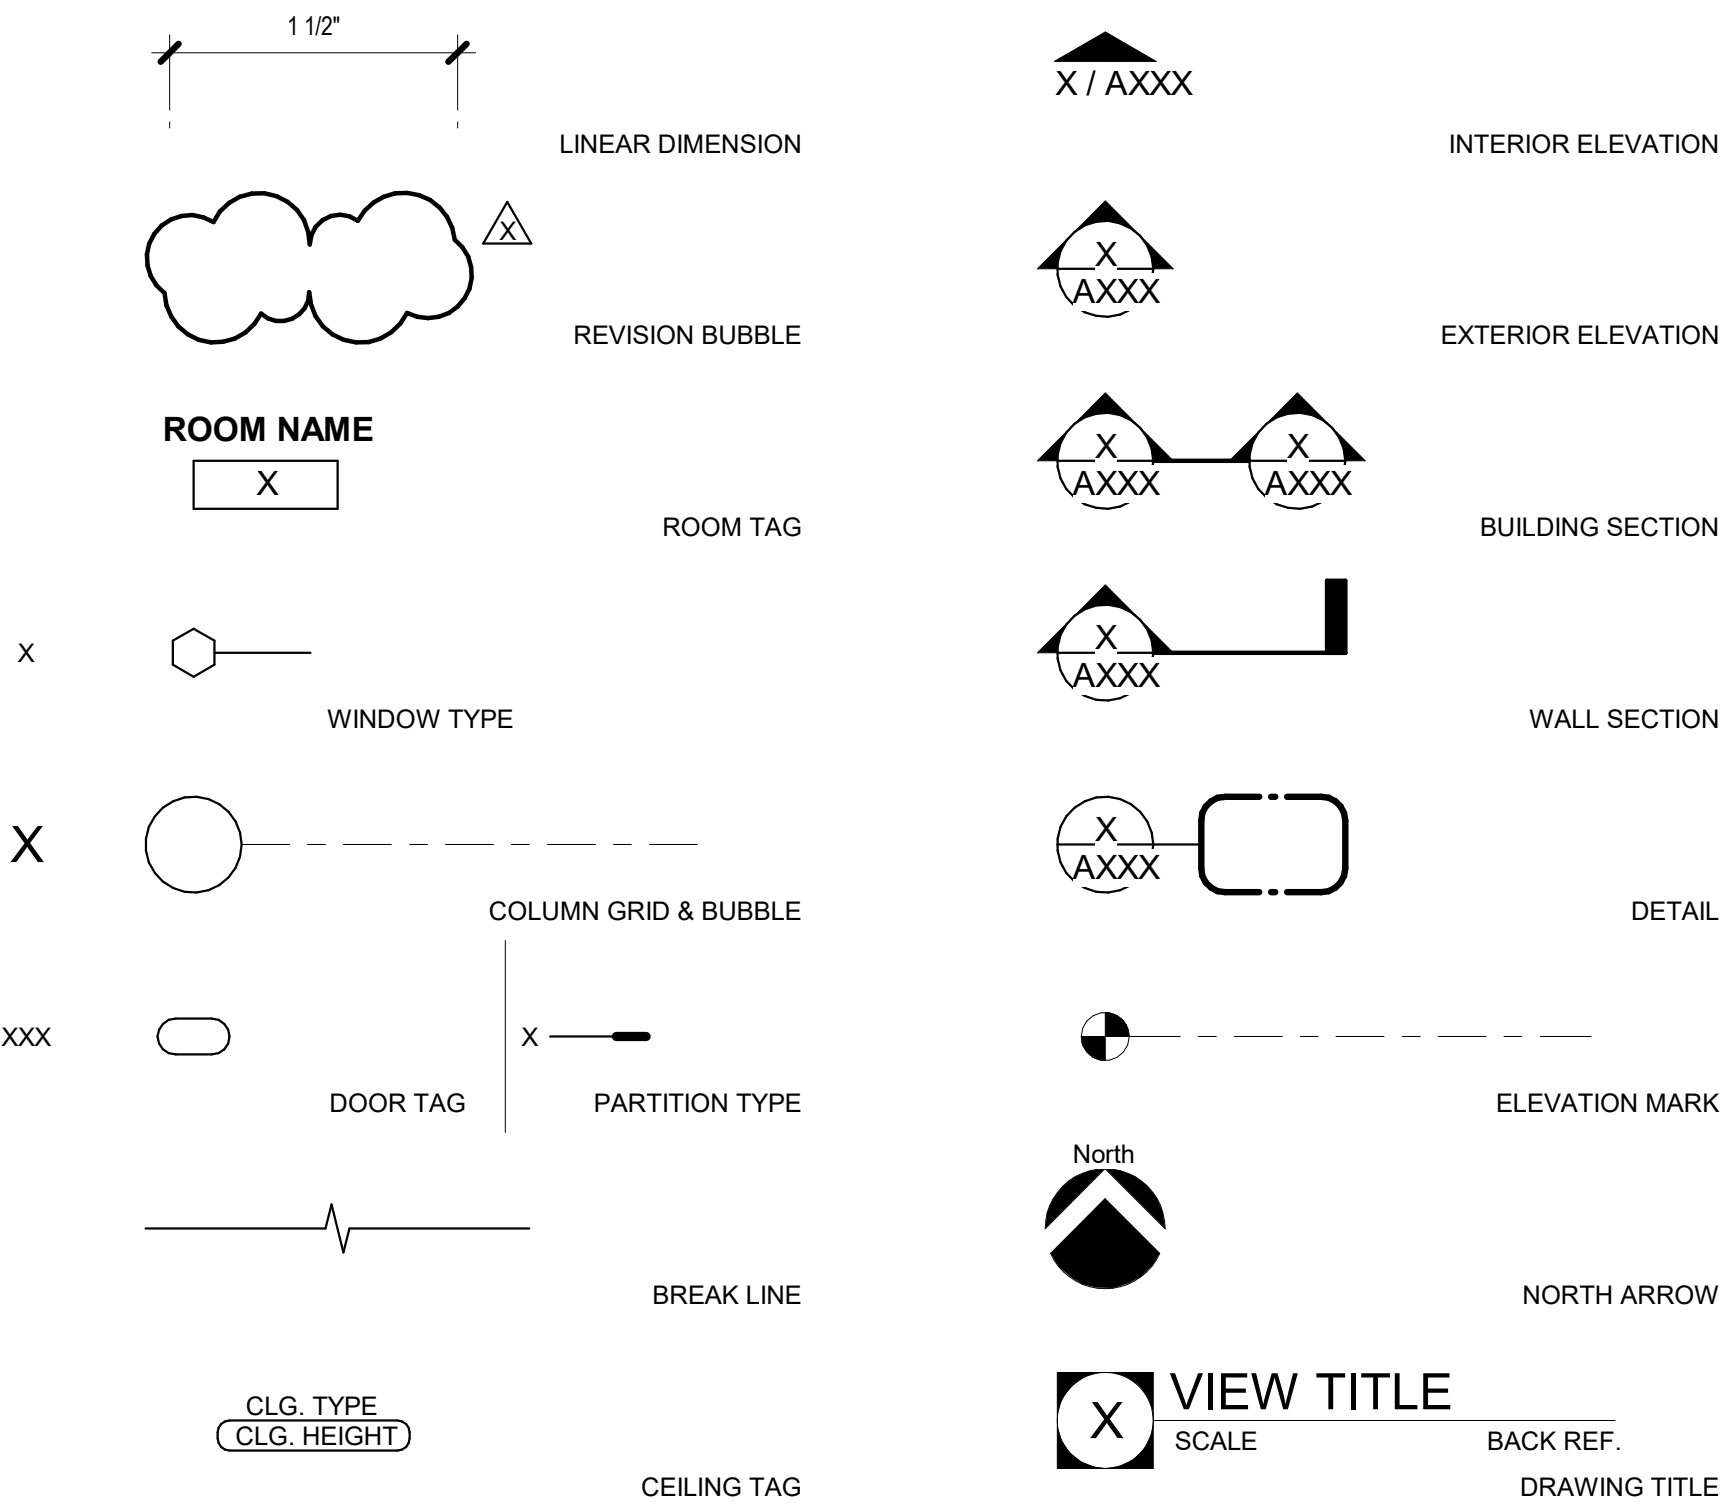 1 1/2"
LINEAR DIMENSION
X
REVISION BUBBLE
ROOM NAME
X
ROOM TAG
X
WINDOW TYPE
X
COLUMN GRID & BUBBLE
XXX
DOOR TAG
X
PARTITION TYPE
BREAK LINE
CLG. TYPE
CLG. HEIGHT
CEILING TAG
X / AXXX
INTERIOR ELEVATION
X
AXXX
EXTERIOR ELEVATION
X
AXXX
X
AXXX
BUILDING SECTION
X
AXXX
WALL SECTION
X
AXXX
DETAIL
ELEVATION MARK
North
NORTH ARROW
X
VIEW TITLE
SCALE
BACK REF.
DRAWING TITLE